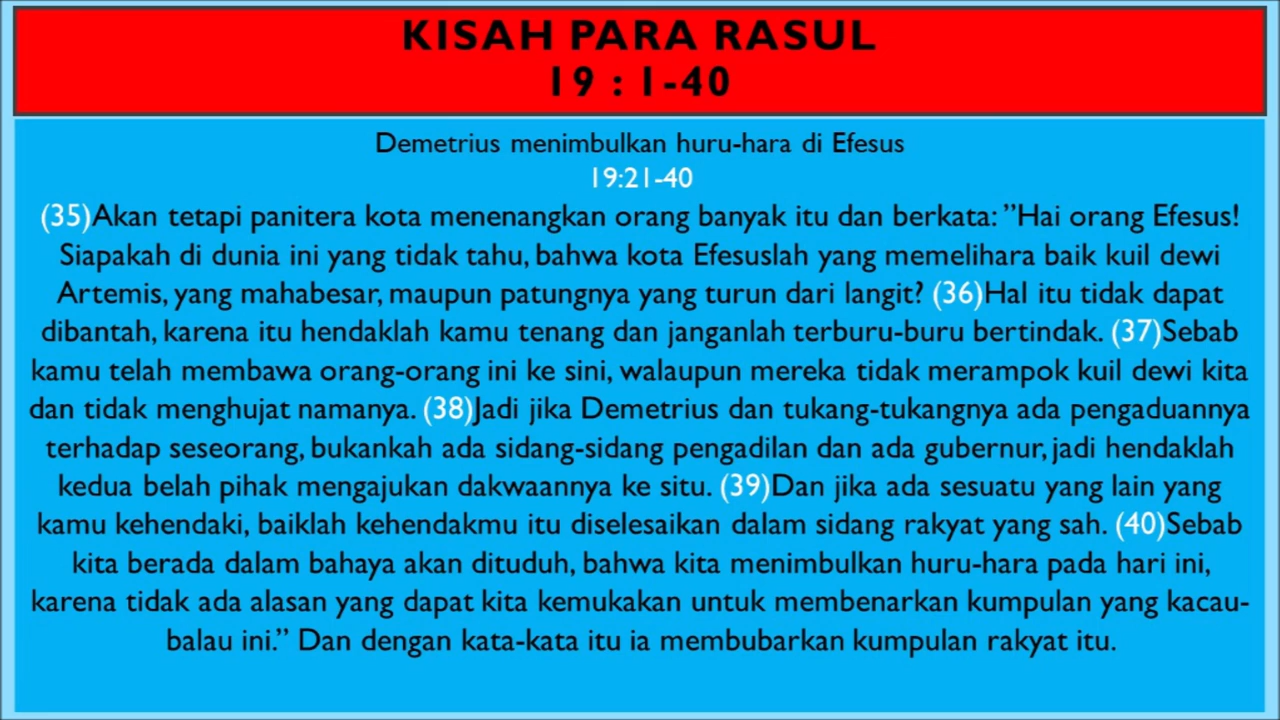 KISAH PARA RASUL
19 : 1-40
Demetrius menimbulkan huru-hara di Efesus
19:21-40
(35)Akan tetapi panitera kota menenangkan orang banyak itu dan berkata: ”Hai orang Efesus!
Siapakah di dunia ini yang tidak tahu, bahwa kota Efesuslah yang memelihara baik kuil dewi
Artemis, yang mahabesar, maupun patungnya yang turun dari langit? (36)Hal itu tidak dapat
dibantah, karena itu hendaklah kamu tenang dan janganlah terburu-buru bertindak. (37)Sebab
kamu telah membawa orang-orang ini ke sini, walaupun mereka tidak merampok kuil dewi kita
dan tidak menghujat namanya. (38)Jadi jika Demetrius dan tukang-tukangnya ada pengaduannya
terhadap seseorang, bukankah ada sidang-sidang pengadilan dan ada gubernur, jadi hendaklah
kedua belah pihak mengajukan dakwaannya ke situ. (39)Dan jika ada sesuatu yang lain yang
kamu kehendaki, baiklah kehendakmu itu diselesaikan dalam sidang rakyat yang sah. (40)Sebab
kita berada dalam bahaya akan dituduh, bahwa kita menimbulkan huru-hara pada hari ini,
karena tidak ada alasan yang dapat kita kemukakan untuk membenarkan kumpulan yang kacau-
balau ini.” Dan dengan kata-kata itu ia membubarkan kumpulan rakyat itu.